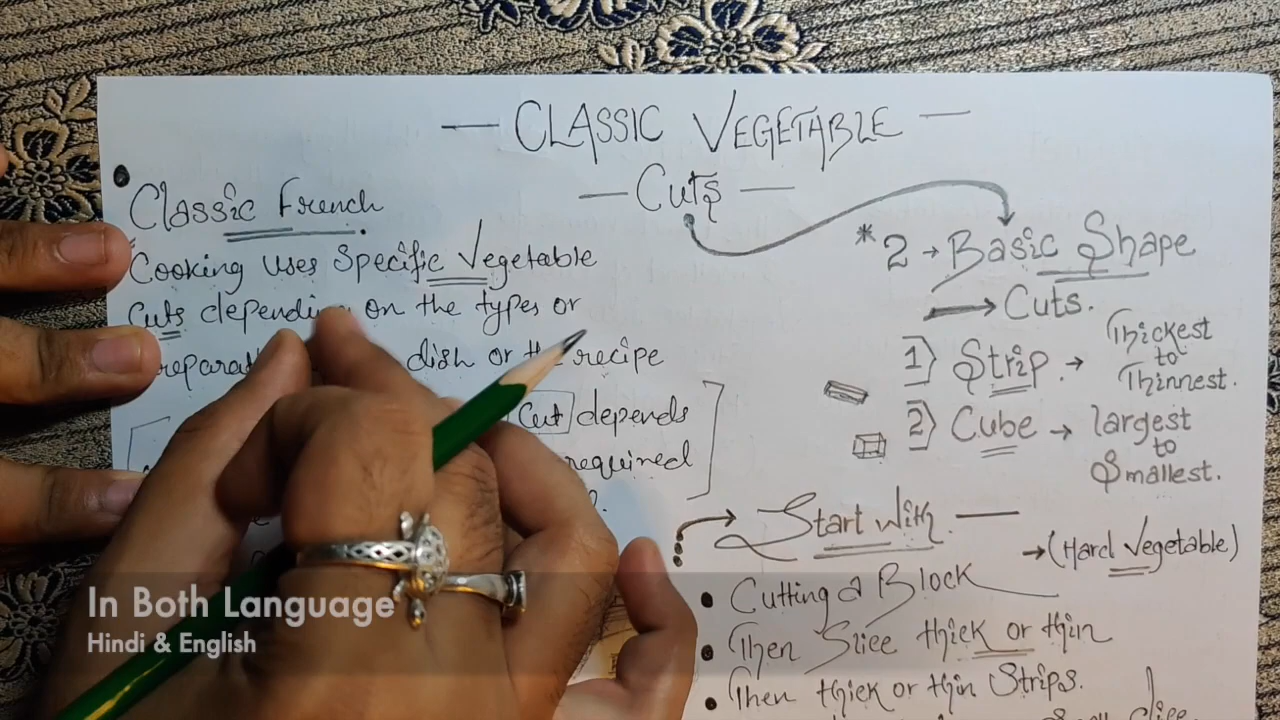 — CLASSIC VEGETABLE —
— Cuts —
Classic French
Cooking uses Specific Vegetable
Cuts depending on the types or
dish or the recipe
Cut depends
required
* 2 → Basic Shape
→ Cuts.
1) Strip. → Thickest
to
Thinnest.
2) Cube → largest
to
Smallest.
Start With —
→ (Hard Vegetable)
• Cutting a Block
• Then Slice thick or thin
• Then thick or thin Strips.
In Both Language
Hindi & English